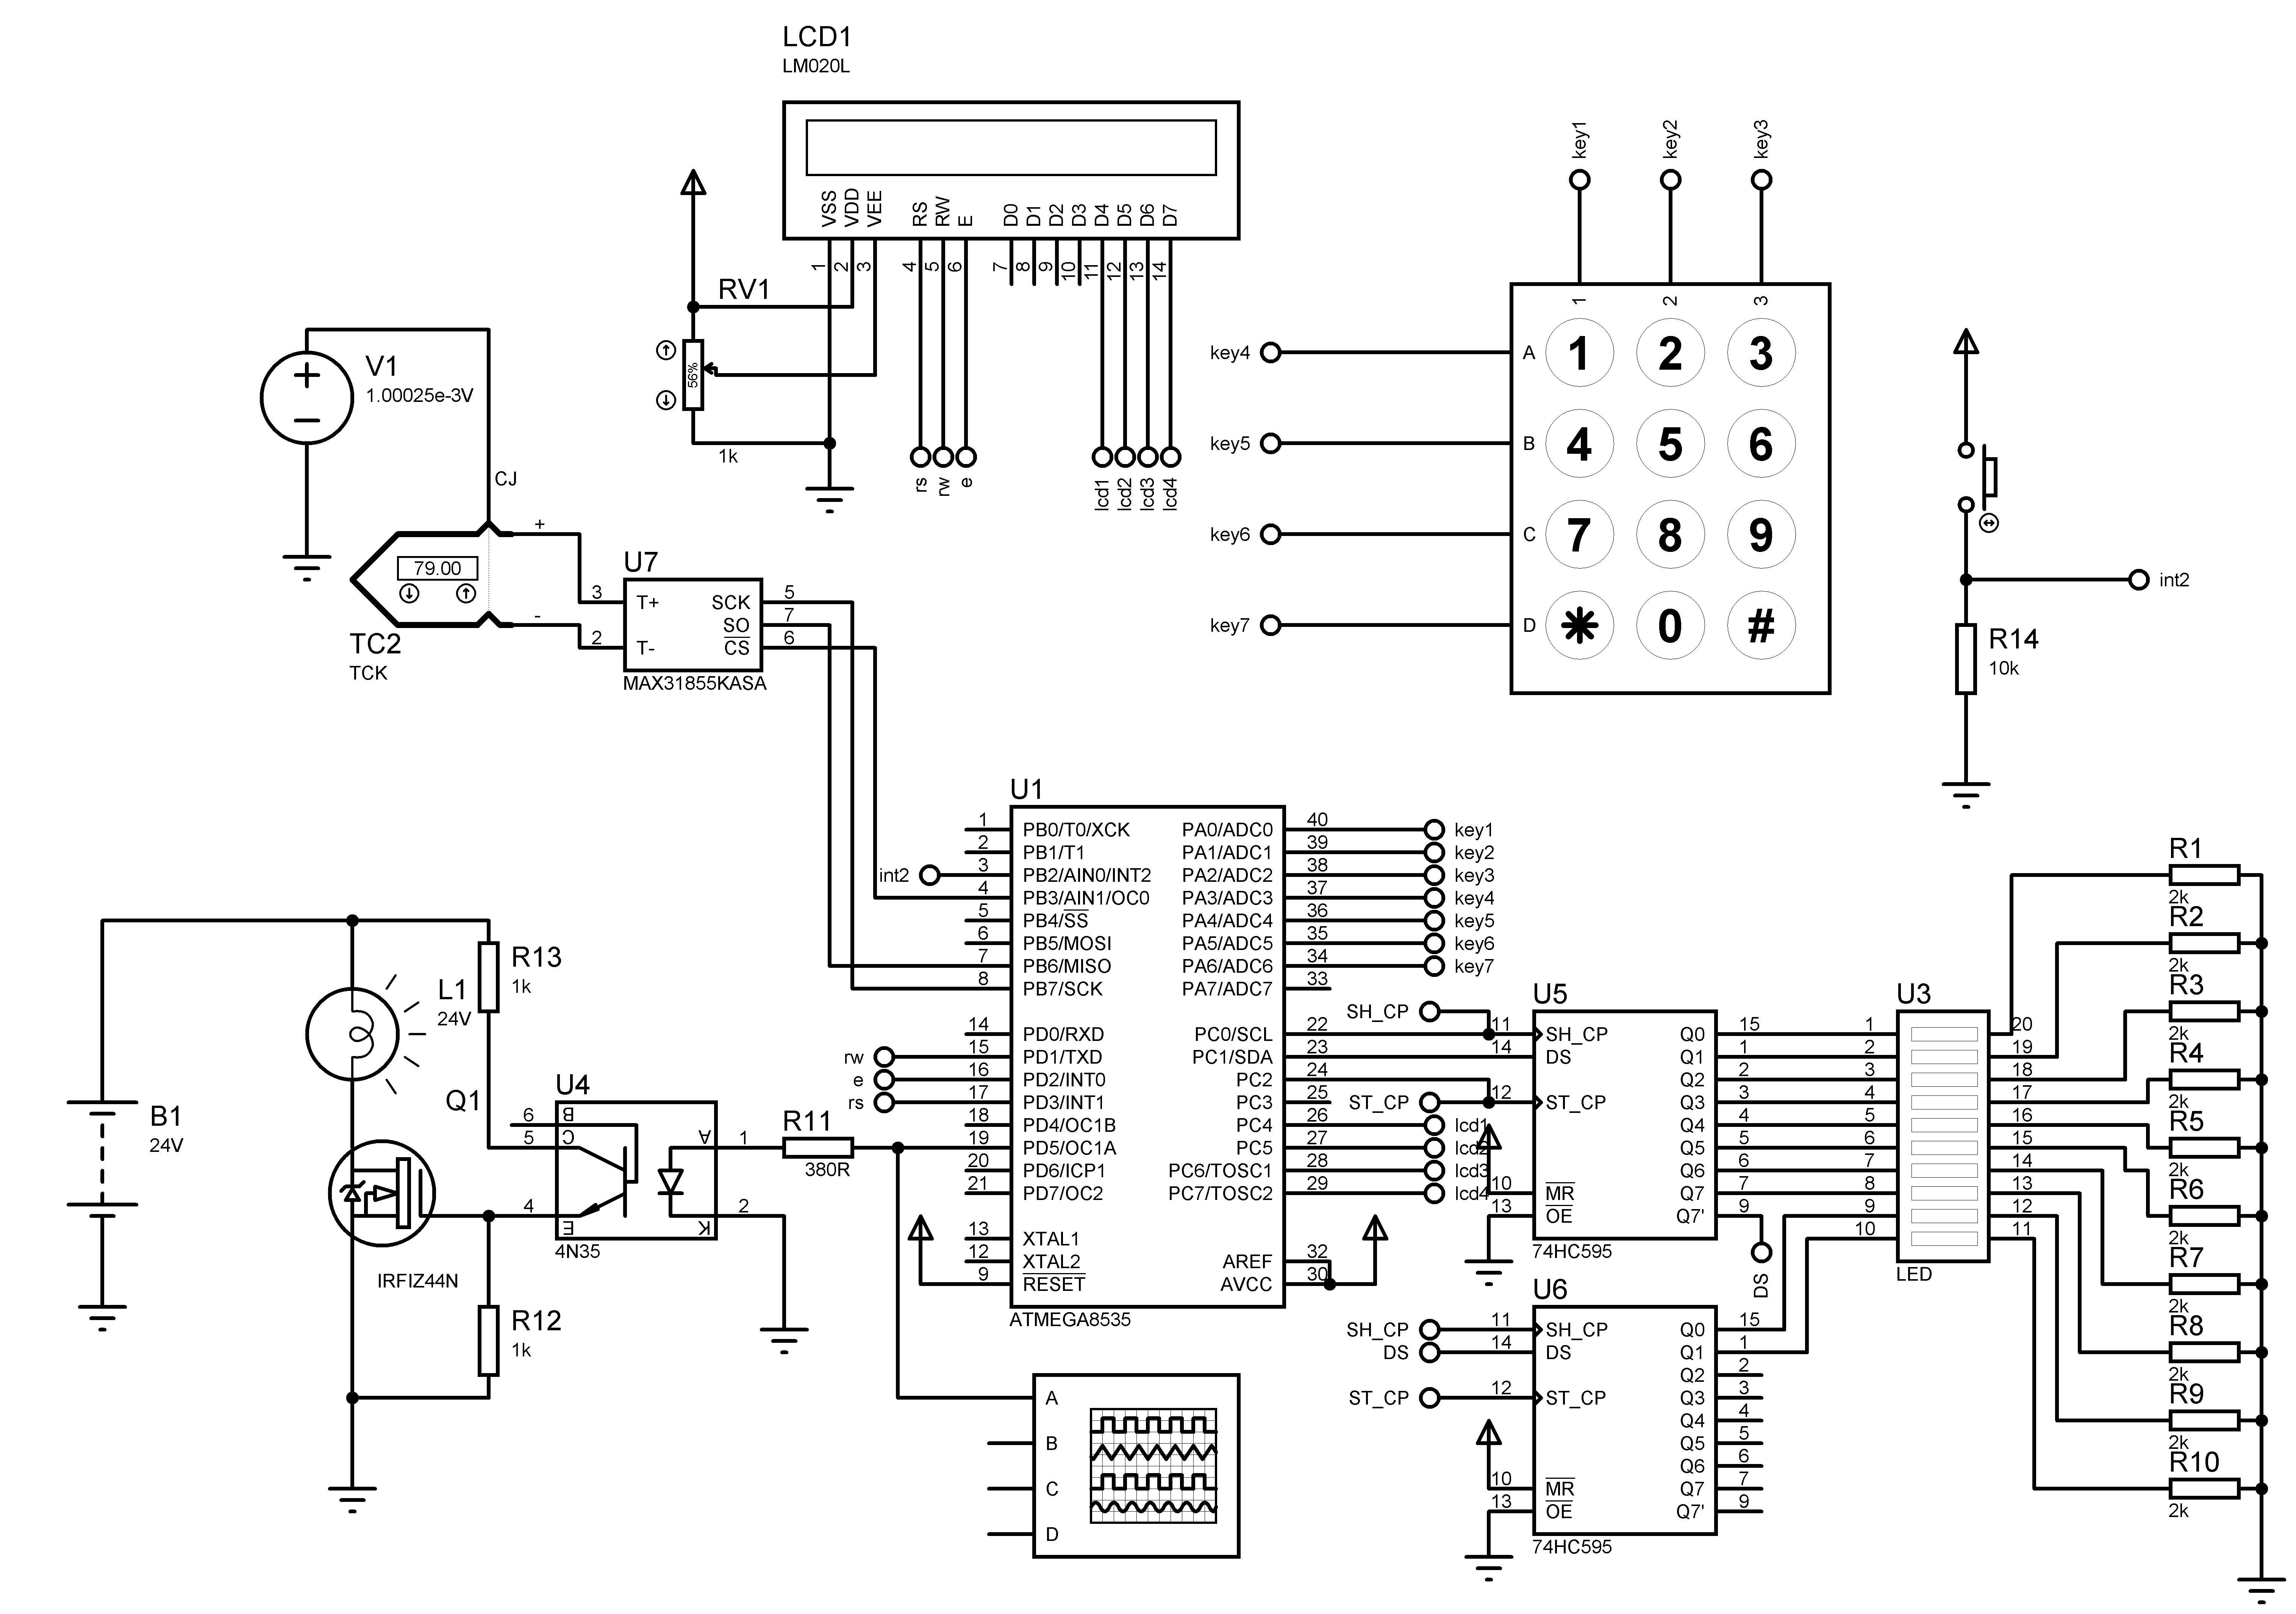 LCD1
LM020L
VSS VDD VEE RS RW E D0 D1 D2 D3 D4 D5 D6 D7
1 2 3 4 5 6 7 8 9 10 11 12 13 14
RV1
56%
1k
rs rw e lcd1 lcd2 lcd3 lcd4
key1 key2 key3
1 2 3
key4 A 1 2 3
key5 B 4 5 6
key6 C 7 8 9
key7 D * 0 #
int2
R14
10k
V1
1.00025e-3V
CJ
+
79.00
-
TC2
TCK
U7
3 T+ SCK 5
SO 7
2 T- CS 6
MAX31855KASA
U1
1 PB0/T0/XCK PA0/ADC0 40 key1
2 PB1/T1 PA1/ADC1 39 key2
int2 3 PB2/AIN0/INT2 PA2/ADC2 38 key3
4 PB3/AIN1/OC0 PA3/ADC3 37 key4
5 PB4/SS PA4/ADC4 36 key5
6 PB5/MOSI PA5/ADC5 35 key6
7 PB6/MISO PA6/ADC6 34 key7
8 PB7/SCK PA7/ADC7 33
14 PD0/RXD PC0/SCL 22
rw 15 PD1/TXD PC1/SDA 23
e 16 PD2/INT0 PC2 24
rs 17 PD3/INT1 PC3 25
18 PD4/OC1B PC4 26 lcd1
19 PD5/OC1A PC5 27 lcd2
20 PD6/ICP1 PC6/TOSC1 28 lcd3
21 PD7/OC2 PC7/TOSC2 29 lcd4
13 XTAL1
12 XTAL2 AREF 32
9 RESET AVCC 30
ATMEGA8535
R13
1k
L1
24V
B1
24V
Q1
IRFIZ44N
U4
6 B
5 C A 1
4 E K 2
4N35
R11
380R
R12
1k
A
B
C
D
U5
SH_CP 11 SH_CP Q0 15
14 DS Q1 1
Q2 2
ST_CP 12 ST_CP Q3 3
Q4 4
Q5 5
Q6 6
10 MR Q7 7
13 OE Q7' 9
74HC595
DS
U6
SH_CP 11 SH_CP Q0 15
DS 14 DS Q1 1
Q2 2
ST_CP 12 ST_CP Q3 3
Q4 4
Q5 5
Q6 6
10 MR Q7 7
13 OE Q7' 9
74HC595
U3
1 20
2 19
3 18
4 17
5 16
6 15
7 14
8 13
9 12
10 11
LED
R1
2k
R2
2k
R3
2k
R4
2k
R5
2k
R6
2k
R7
2k
R8
2k
R9
2k
R10
2k